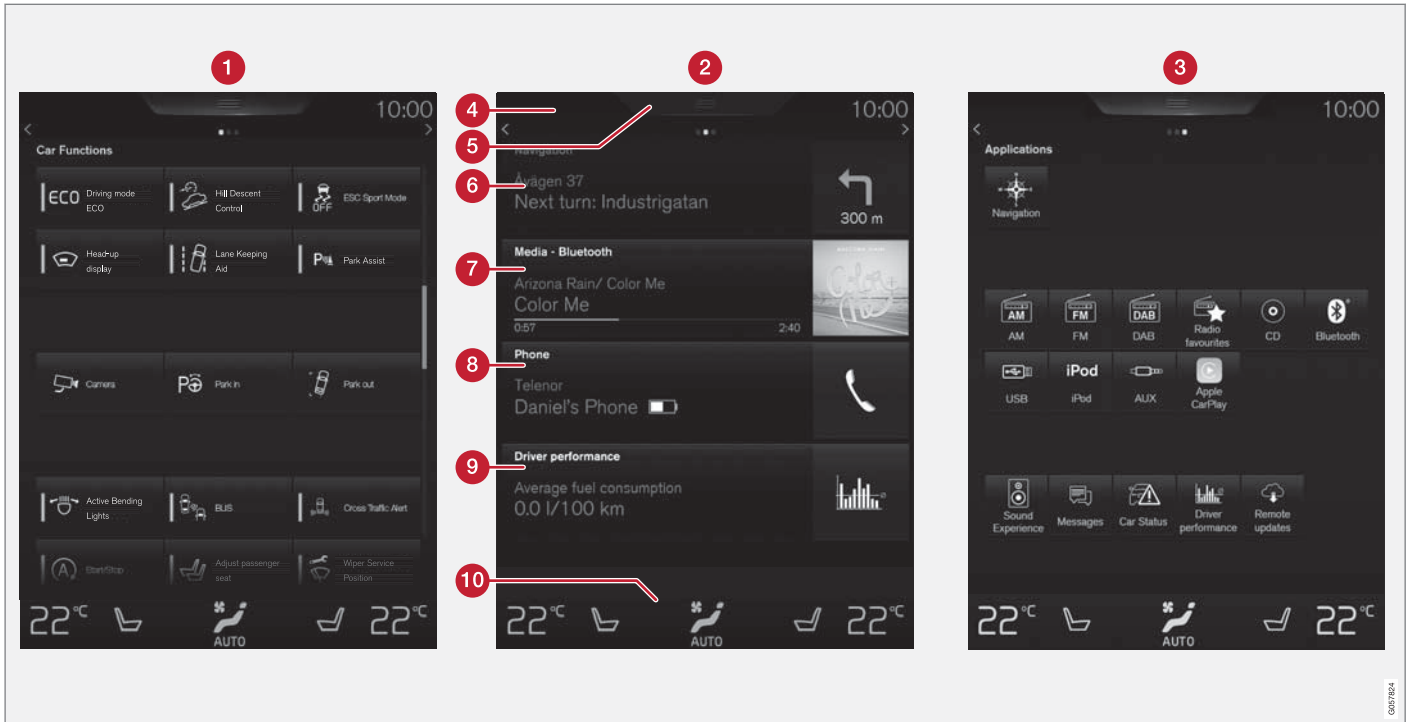 1
2
3
10:00
Car Functions
ECO Driving mode ECO
Hill Descent Control
OFF ESC Sport Mode
Head-up display
Lane Keeping Aid
P Park Assist
Camera
P Park in
Park out
Active Bending Lights
BLIS
Cross Traffic Alert
A Start/Stop
Adjust passenger seat
Wiper Service Position
22°C
AUTO
22°C
4
5
10:00
Navigation
6
Åvägen 37
Next turn: Industrigatan
300 m
7
Media - Bluetooth
Arizona Rain/ Color Me
Color Me
0:57
2:40
Color Me
8
Phone
Telenor
Daniel's Phone
9
Driver performance
Average fuel consumption
0.0 l/100 km
10
22°C
AUTO
22°C
10:00
Applications
Navigation
AM AM
FM FM
DAB DAB
Radio favourites
CD
Bluetooth
USB
iPod iPod
AUX
Apple CarPlay
Sound Experience
Messages
Car Status
Driver performance
Remote updates
22°C
AUTO
22°C
G057824